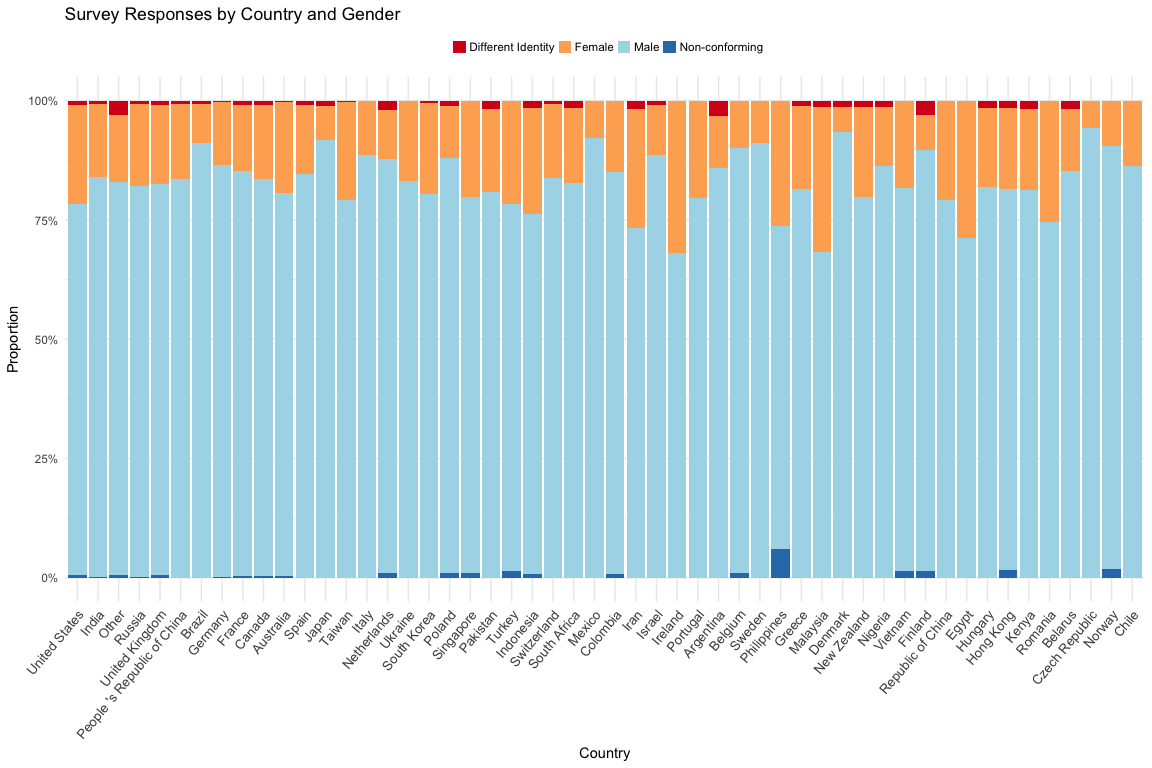 Survey Responses by Country and Gender
Different Identity Female Male Non-conforming
100%
75%
50%
25%
0%
Proportion
United States
India
Other
Russia
United Kingdom
People 's Republic of China
Brazil
Germany
France
Canada
Australia
Spain
Japan
Taiwan
Italy
Netherlands
Ukraine
South Korea
Poland
Singapore
Pakistan
Turkey
Indonesia
Switzerland
South Africa
Mexico
Colombia
Iran
Israel
Ireland
Portugal
Argentina
Belgium
Sweden
Philippines
Greece
Malaysia
Denmark
New Zealand
Nigeria
Vietnam
Finland
Republic of China
Egypt
Hungary
Hong Kong
Kenya
Romania
Belarus
Czech Republic
Norway
Chile
Country